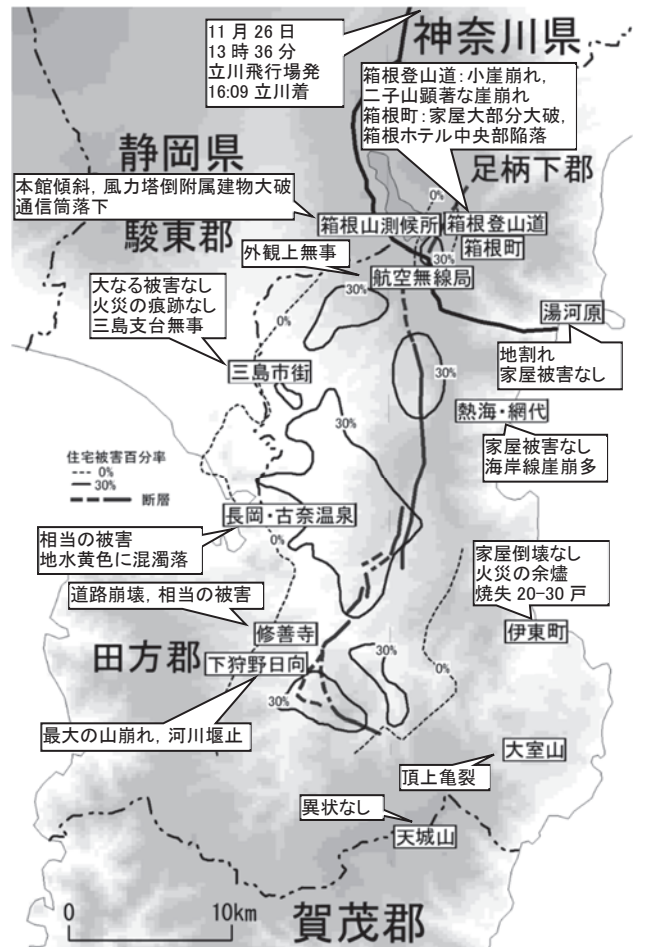 11月26日
13時36分
立川飛行場発
16:09 立川着
神奈川県
箱根登山道：小崖崩れ，
二子山顕著な崖崩れ
箱根町：家屋大部分大破，
箱根ホテル中央部陥落
静岡県
足柄下郡
本館傾斜，風力塔倒附属建物大破
通信筒落下
0%
箱根山測候所
箱根登山道
駿東郡
箱根町
外観上無事
30%
航空無線局
大なる被害なし
火災の痕跡なし
三島支台無事
30%
0%
湯河原
地割れ
家屋被害なし
三島市街
30%
熱海・網代
30%
家屋被害なし
海岸線崖崩多
住宅被害百分率
0%
30%
断層
長岡・古奈温泉
相当の被害
地水黄色に混濁落
0%
家屋倒壊なし
火災の余燼
焼失20-30戸
道路崩壊，相当の被害
伊東町
修善寺
30%
田方郡
下狩野日向
0%
30%
最大の山崩れ，河川堰止
大室山
頂上亀裂
異状なし
天城山
0
10km
賀茂郡